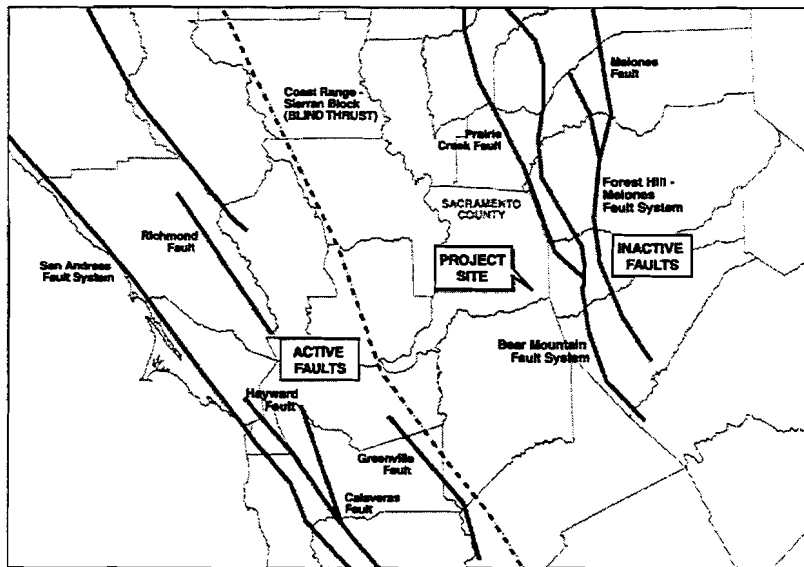 Coast Range -
Sierran Block
(BLIND THRUST)
Melones
Fault
Prairie
Creek Fault
SACRAMENTO
COUNTY
Forest Hill -
Melones
Fault System
Richmond
Fault
San Andreas
Fault System
PROJECT
SITE
INACTIVE
FAULTS
ACTIVE
FAULTS
Bear Mountain
Fault System
Hayward
Fault
Greenville
Fault
Calaveras
Fault